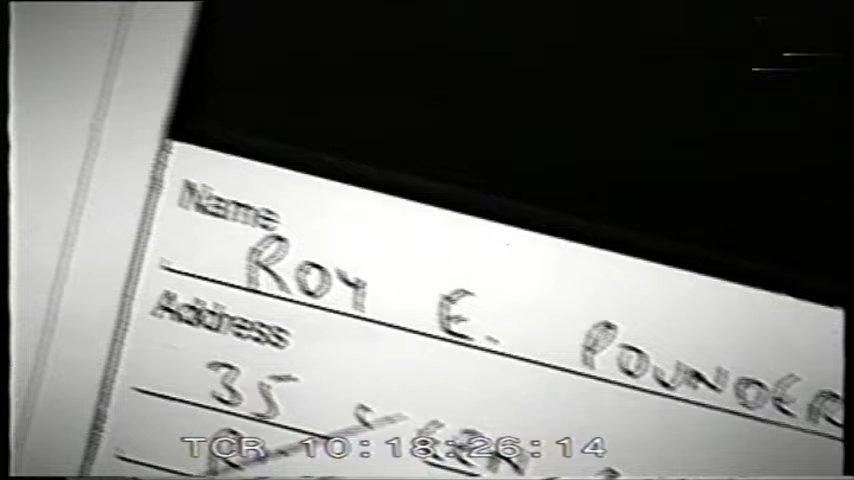 Name
ROY E. POUNDER
Address
35
TCR 10:18:26:14